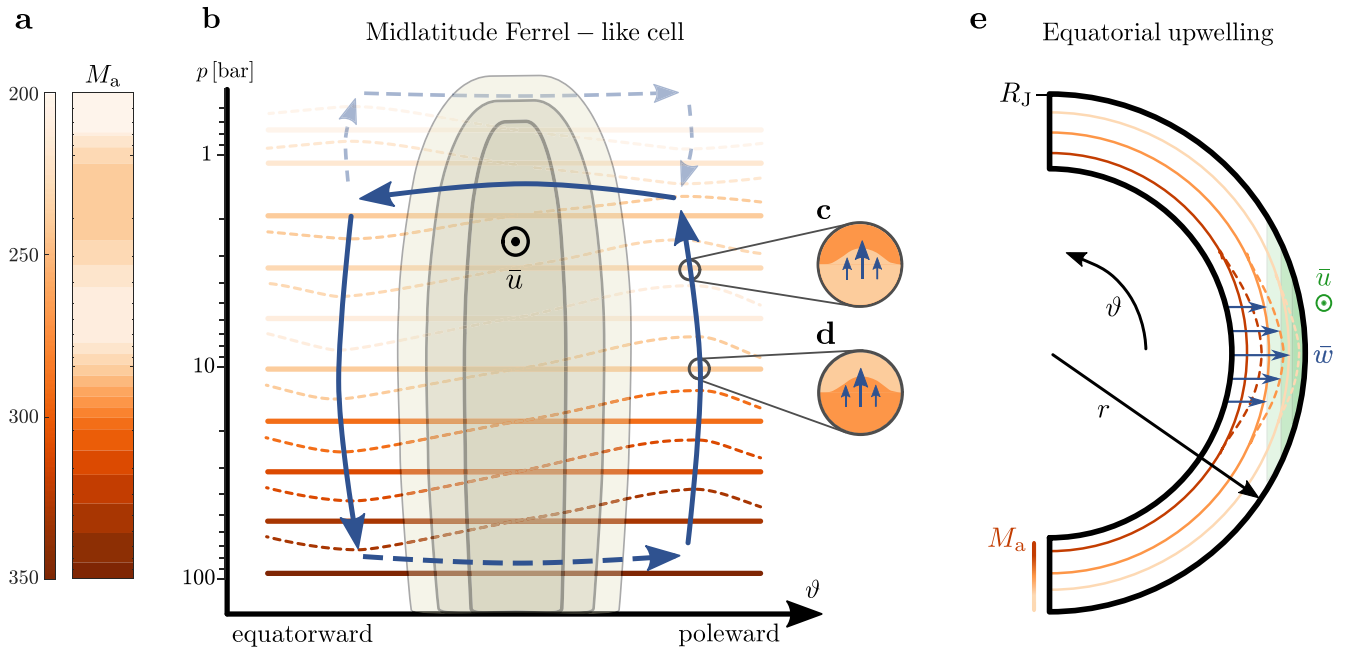 a
b
Midlatitude Ferrel – like cell
e
Equatorial upwelling
Mₐ
200
250
300
350
p [bar]
1
10
100
ū
c
d
ϑ
equatorward
poleward
R_J
ϑ
r
ū
w̄
Mₐ